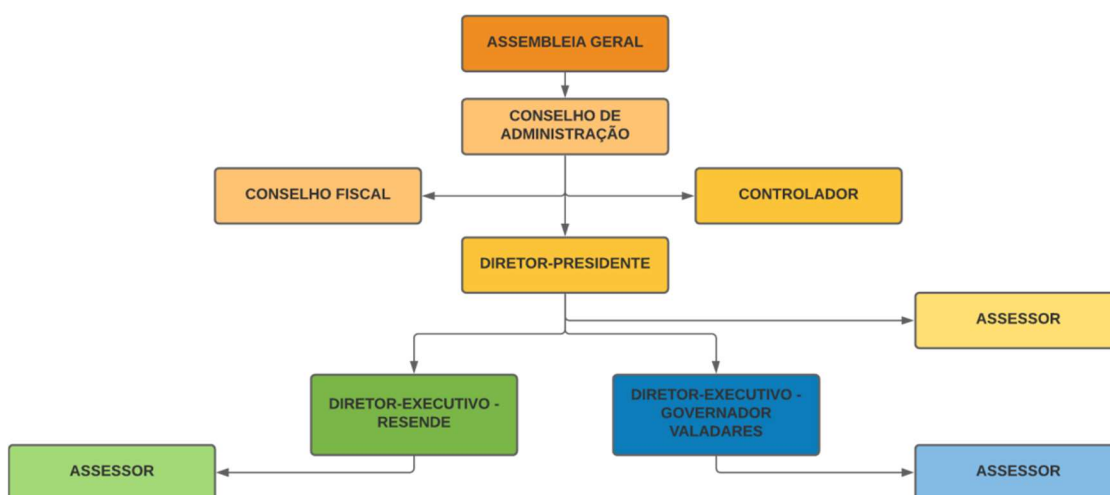 ASSEMBLEIA GERAL
CONSELHO DE
ADMINISTRAÇÃO
CONSELHO FISCAL
CONTROLADOR
DIRETOR-PRESIDENTE
ASSESSOR
DIRETOR-EXECUTIVO -
RESENDE
DIRETOR-EXECUTIVO -
GOVERNADOR
VALADARES
ASSESSOR
ASSESSOR